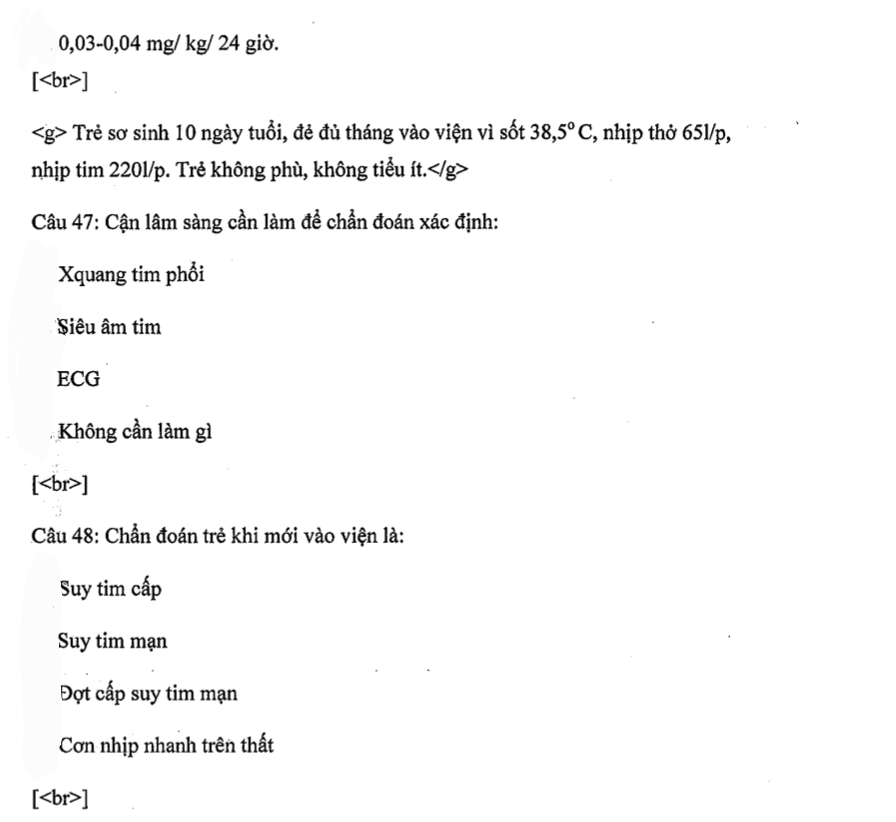 0,03-0,04 mg/ kg/ 24 giờ.
[<br>]
<g> Trẻ sơ sinh 10 ngày tuổi, đẻ đủ tháng vào viện vì sốt 38,5⁰ C, nhịp thở 65l/p,
nhịp tim 220l/p. Trẻ không phù, không tiểu ít.</g>
Câu 47: Cận lâm sàng cần làm để chẩn đoán xác định:
Xquang tim phổi
Siêu âm tim
ECG
Không cần làm gì
[<br>]
Câu 48: Chẩn đoán trẻ khi mới vào viện là:
Suy tim cấp
Suy tim mạn
Đợt cấp suy tim mạn
Cơn nhịp nhanh trên thất
[<br>]